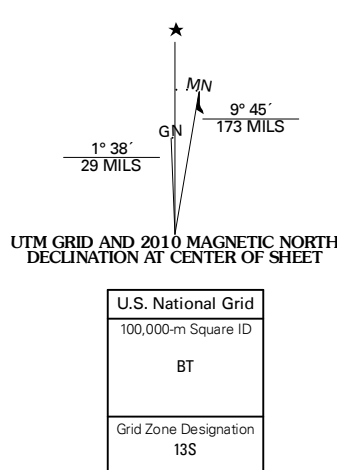 MN
GN
9° 45´
173 MILS
1° 38´
29 MILS
UTM GRID AND 2010 MAGNETIC NORTH
DECLINATION AT CENTER OF SHEET
U.S. National Grid
100,000-m Square ID
BT
Grid Zone Designation
13S